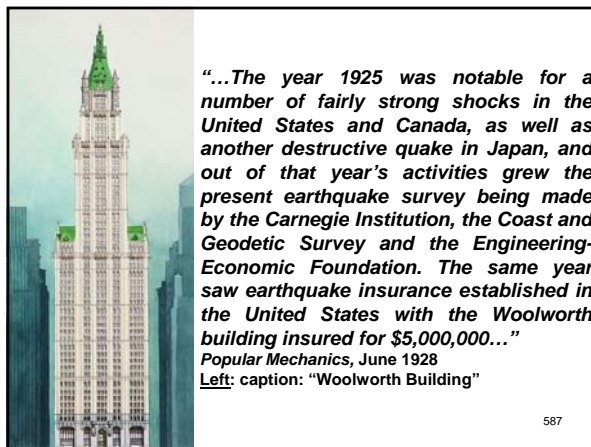 “…The year 1925 was notable for a
number of fairly strong shocks in the
United States and Canada, as well as
another destructive quake in Japan, and
out of that year’s activities grew the
present earthquake survey being made
by the Carnegie Institution, the Coast and
Geodetic Survey and the Engineering-
Economic Foundation. The same year
saw earthquake insurance established in
the United States with the Woolworth
building insured for $5,000,000…”
Popular Mechanics, June 1928
Left: caption: “Woolworth Building”
587